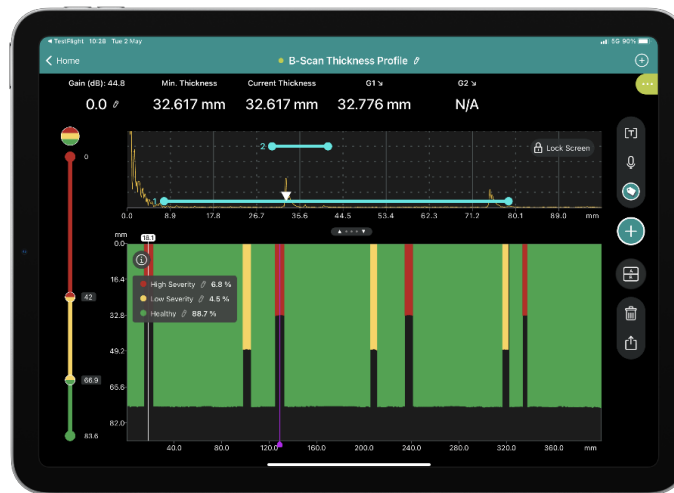 TestFlight 10:28 Tue 2 May
5G 90%
Home
B-Scan Thickness Profile
Gain (dB): 44.8 Min. Thickness Current Thickness G1 G2
0.0 32.617 mm 32.617 mm 32.776 mm N/A
[T]
0
2
Lock Screen
1
0.0 8.9 17.8 26.7 35.6 44.5 53.4 62.3 71.2 80.1 89.0 mm
mm
18.1
0.0
High Severity 6.8 %
16.4
42
Low Severity 4.5 %
Healthy 88.7 %
32.8
49.2
66.9
65.6
82.0
83.6
40.0 80.0 120.0 160.0 200.0 240.0 280.0 320.0 360.0 mm